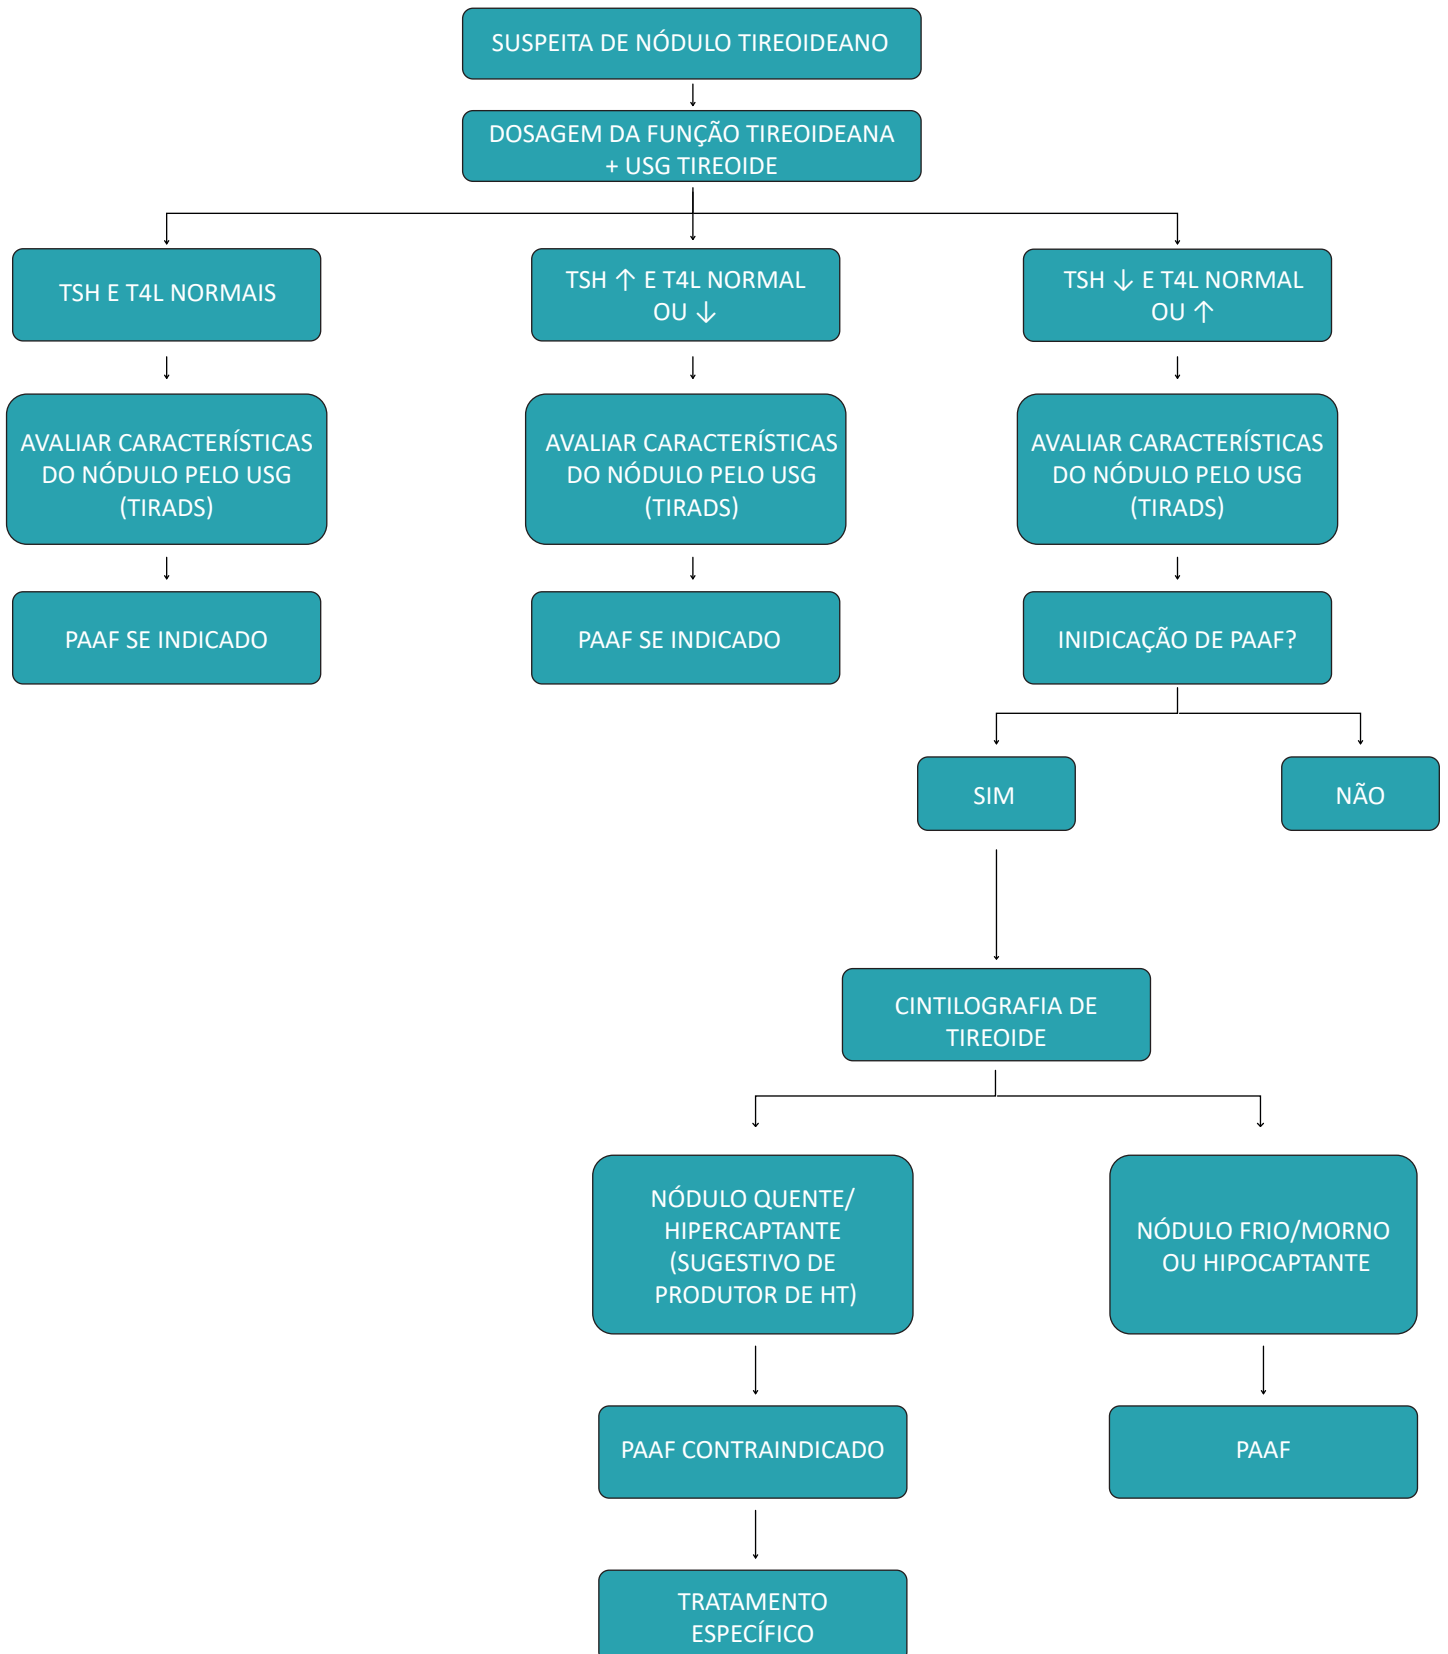 SUSPEITA DE NÓDULO TIREOIDEANO
DOSAGEM DA FUNÇÃO TIREOIDEANA
+ USG TIREOIDE
TSH E T4L NORMAIS
TSH ↑ E T4L NORMAL
OU ↓
TSH ↓ E T4L NORMAL
OU ↑
AVALIAR CARACTERÍSTICAS
DO NÓDULO PELO USG
(TIRADS)
AVALIAR CARACTERÍSTICAS
DO NÓDULO PELO USG
(TIRADS)
AVALIAR CARACTERÍSTICAS
DO NÓDULO PELO USG
(TIRADS)
PAAF SE INDICADO
PAAF SE INDICADO
INIDICAÇÃO DE PAAF?
SIM
NÃO
CINTILOGRAFIA DE
TIREOIDE
NÓDULO QUENTE/
HIPERCAPTANTE
(SUGESTIVO DE
PRODUTOR DE HT)
NÓDULO FRIO/MORNO
OU HIPOCAPTANTE
PAAF CONTRAINDICADO
PAAF
TRATAMENTO
ESPECÍFICO